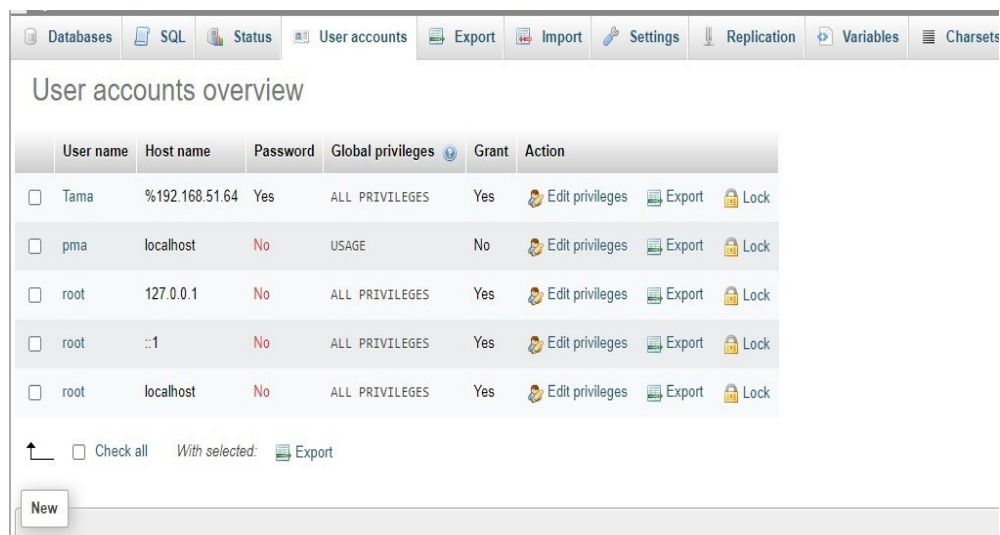 Databases SQL Status User accounts Export Import Settings Replication Variables Charsets
User accounts overview
User name Host name Password Global privileges Grant Action
Tama %192.168.51.64 Yes ALL PRIVILEGES Yes Edit privileges Export Lock
pma localhost No USAGE No Edit privileges Export Lock
root 127.0.0.1 No ALL PRIVILEGES Yes Edit privileges Export Lock
root ::1 No ALL PRIVILEGES Yes Edit privileges Export Lock
root localhost No ALL PRIVILEGES Yes Edit privileges Export Lock
Check all With selected: Export
New